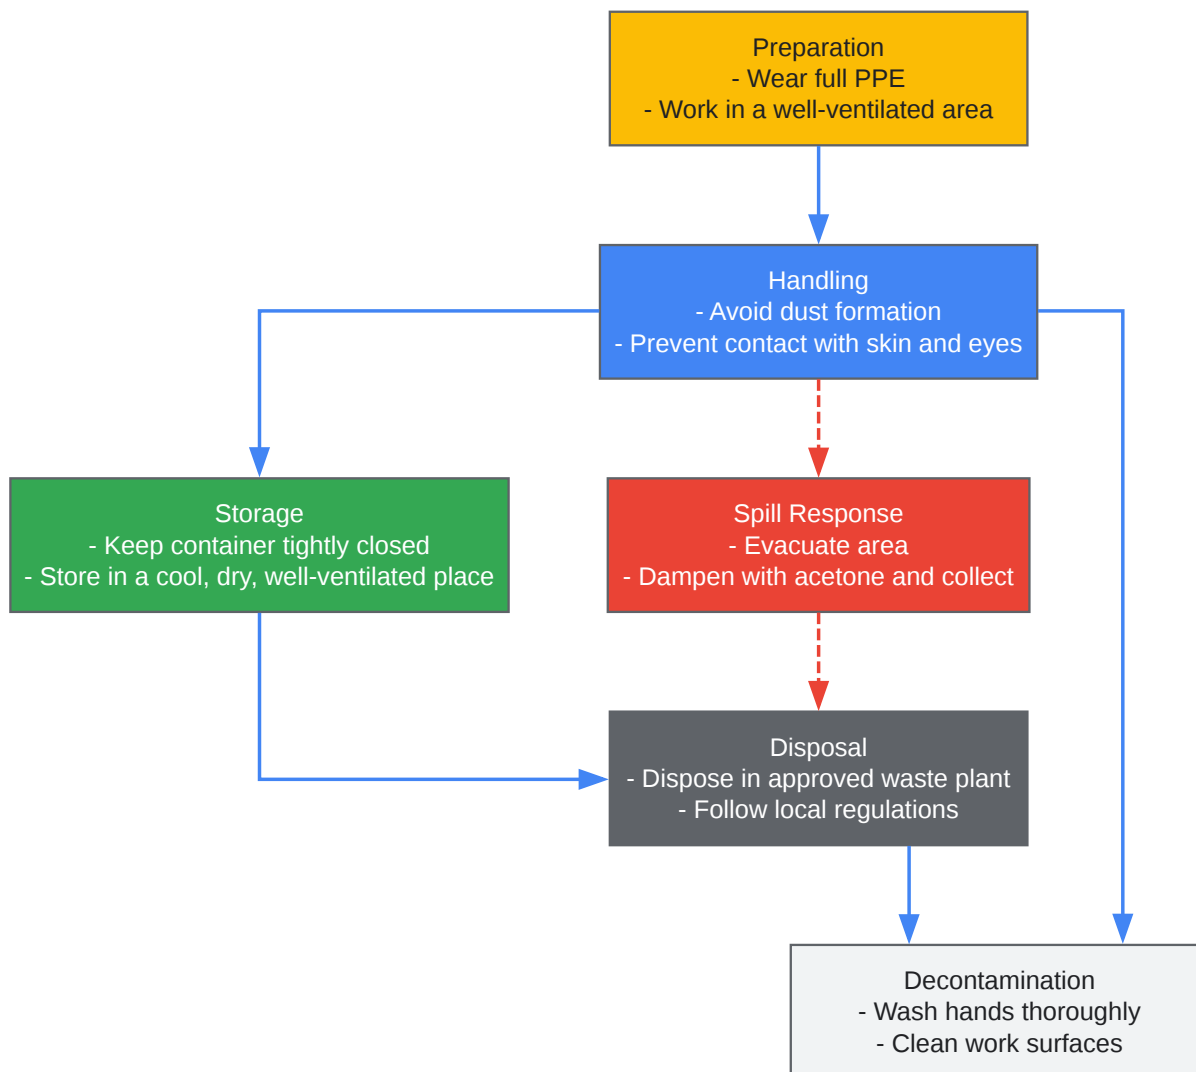 Preparation
- Wear full PPE
- Work in a well-ventilated area
Handling
- Avoid dust formation
- Prevent contact with skin and eyes
Storage
- Keep container tightly closed
- Store in a cool, dry, well-ventilated place
Spill Response
- Evacuate area
- Dampen with acetone and collect
Disposal
- Dispose in approved waste plant
- Follow local regulations
Decontamination
- Wash hands thoroughly
- Clean work surfaces